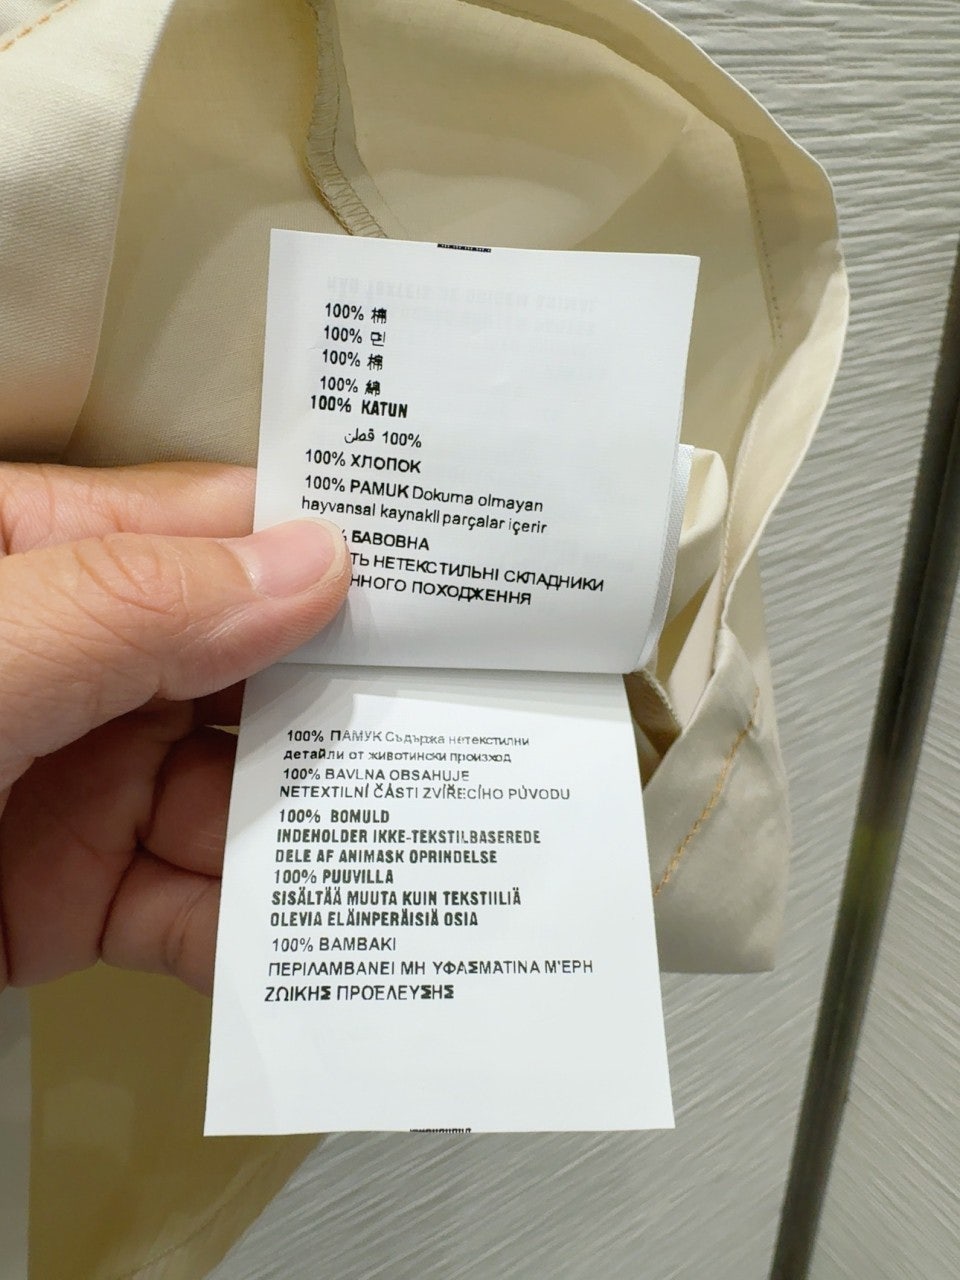 100% 棉
100% 면
100% 棉
100% 綿
100% KATUN
100% قطن
100% ХЛОПОК
100% PAMUK Dokuma olmayan
hayvansal kaynakli parçalar içerir
% БАВОВНА
ТЬ НЕТЕКСТИЛЬНІ СКЛАДНИКИ
ННОГО ПОХОДЖЕННЯ
100% ПАМУК Съдържа нетекстилни
детайли от животински произход
100% BAVLNA OBSAHUJE
NETEXTILNÍ ČÁSTI ZVÍŘECÍHO PŮVODU
100% BOMULD
INDEHOLDER IKKE-TEKSTILBASEREDE
DELE AF ANIMASK OPRINDELSE
100% PUUVILLA
SISÄLTÄÄ MUUTA KUIN TEKSTIILIÄ
OLEVIA ELÄINPERÄISIÄ OSIA
100% BAMBAKI
ΠΕΡΙΛΑΜΒΑΝΕΙ ΜΗ ΥΦΑΣΜΑΤΙΝΑ Μ'ΕΡΗ
ΖΩΙΚΗΣ ΠΡΟΕΛΕΥΣΗΣ